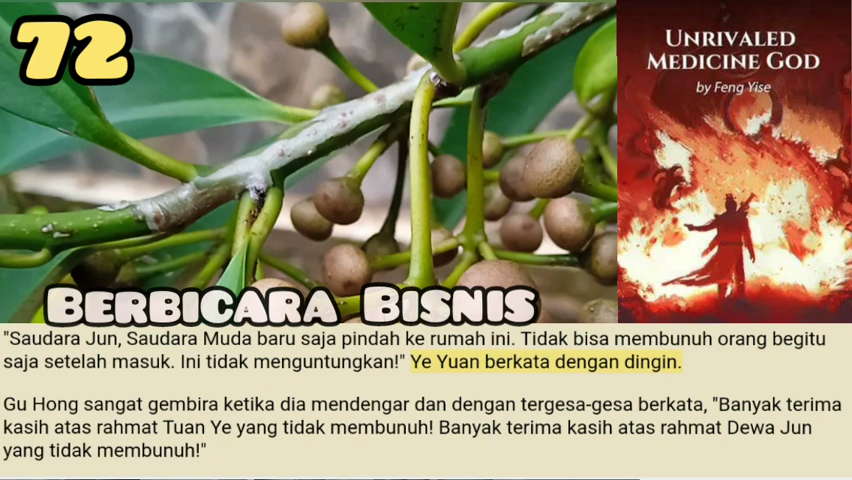 72
UNRIVALED
MEDICINE GOD
by Feng Yise
BERBICARA BISNIS
"Saudara Jun, Saudara Muda baru saja pindah ke rumah ini. Tidak bisa membunuh orang begitu
saja setelah masuk. Ini tidak menguntungkan!" Ye Yuan berkata dengan dingin.
Gu Hong sangat gembira ketika dia mendengar dan dengan tergesa-gesa berkata, "Banyak terima
kasih atas rahmat Tuan Ye yang tidak membunuh! Banyak terima kasih atas rahmat Dewa Jun
yang tidak membunuh!"